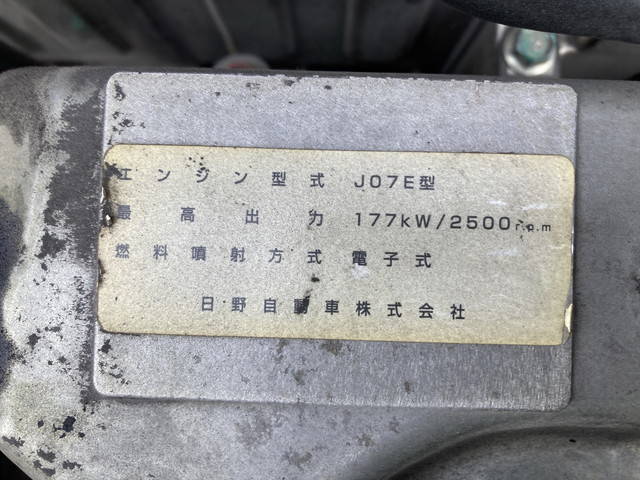 エンジン型式 J07E型
最高出力 177kW/2500r.p.m
燃料噴射方式 電子式
日野自動車株式会社